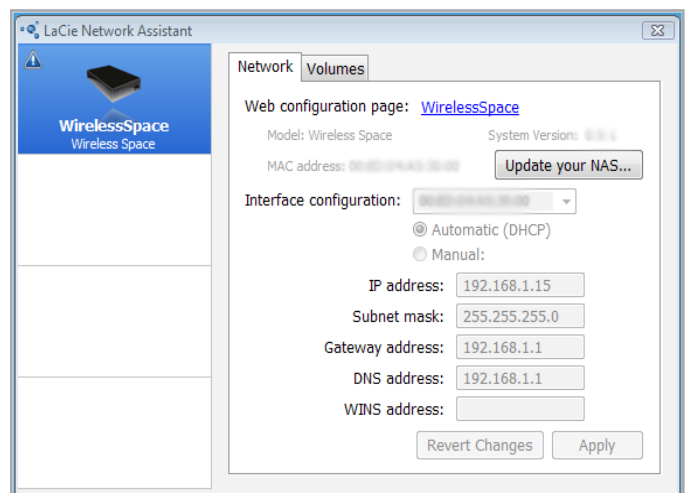 LaCie Network Assistant
WirelessSpace
Wireless Space
Network Volumes
Web configuration page: WirelessSpace
Model: Wireless Space System Version:
MAC address: Update your NAS...
Interface configuration:
Automatic (DHCP)
Manual:
IP address: 192.168.1.15
Subnet mask: 255.255.255.0
Gateway address: 192.168.1.1
DNS address: 192.168.1.1
WINS address:
Revert Changes Apply